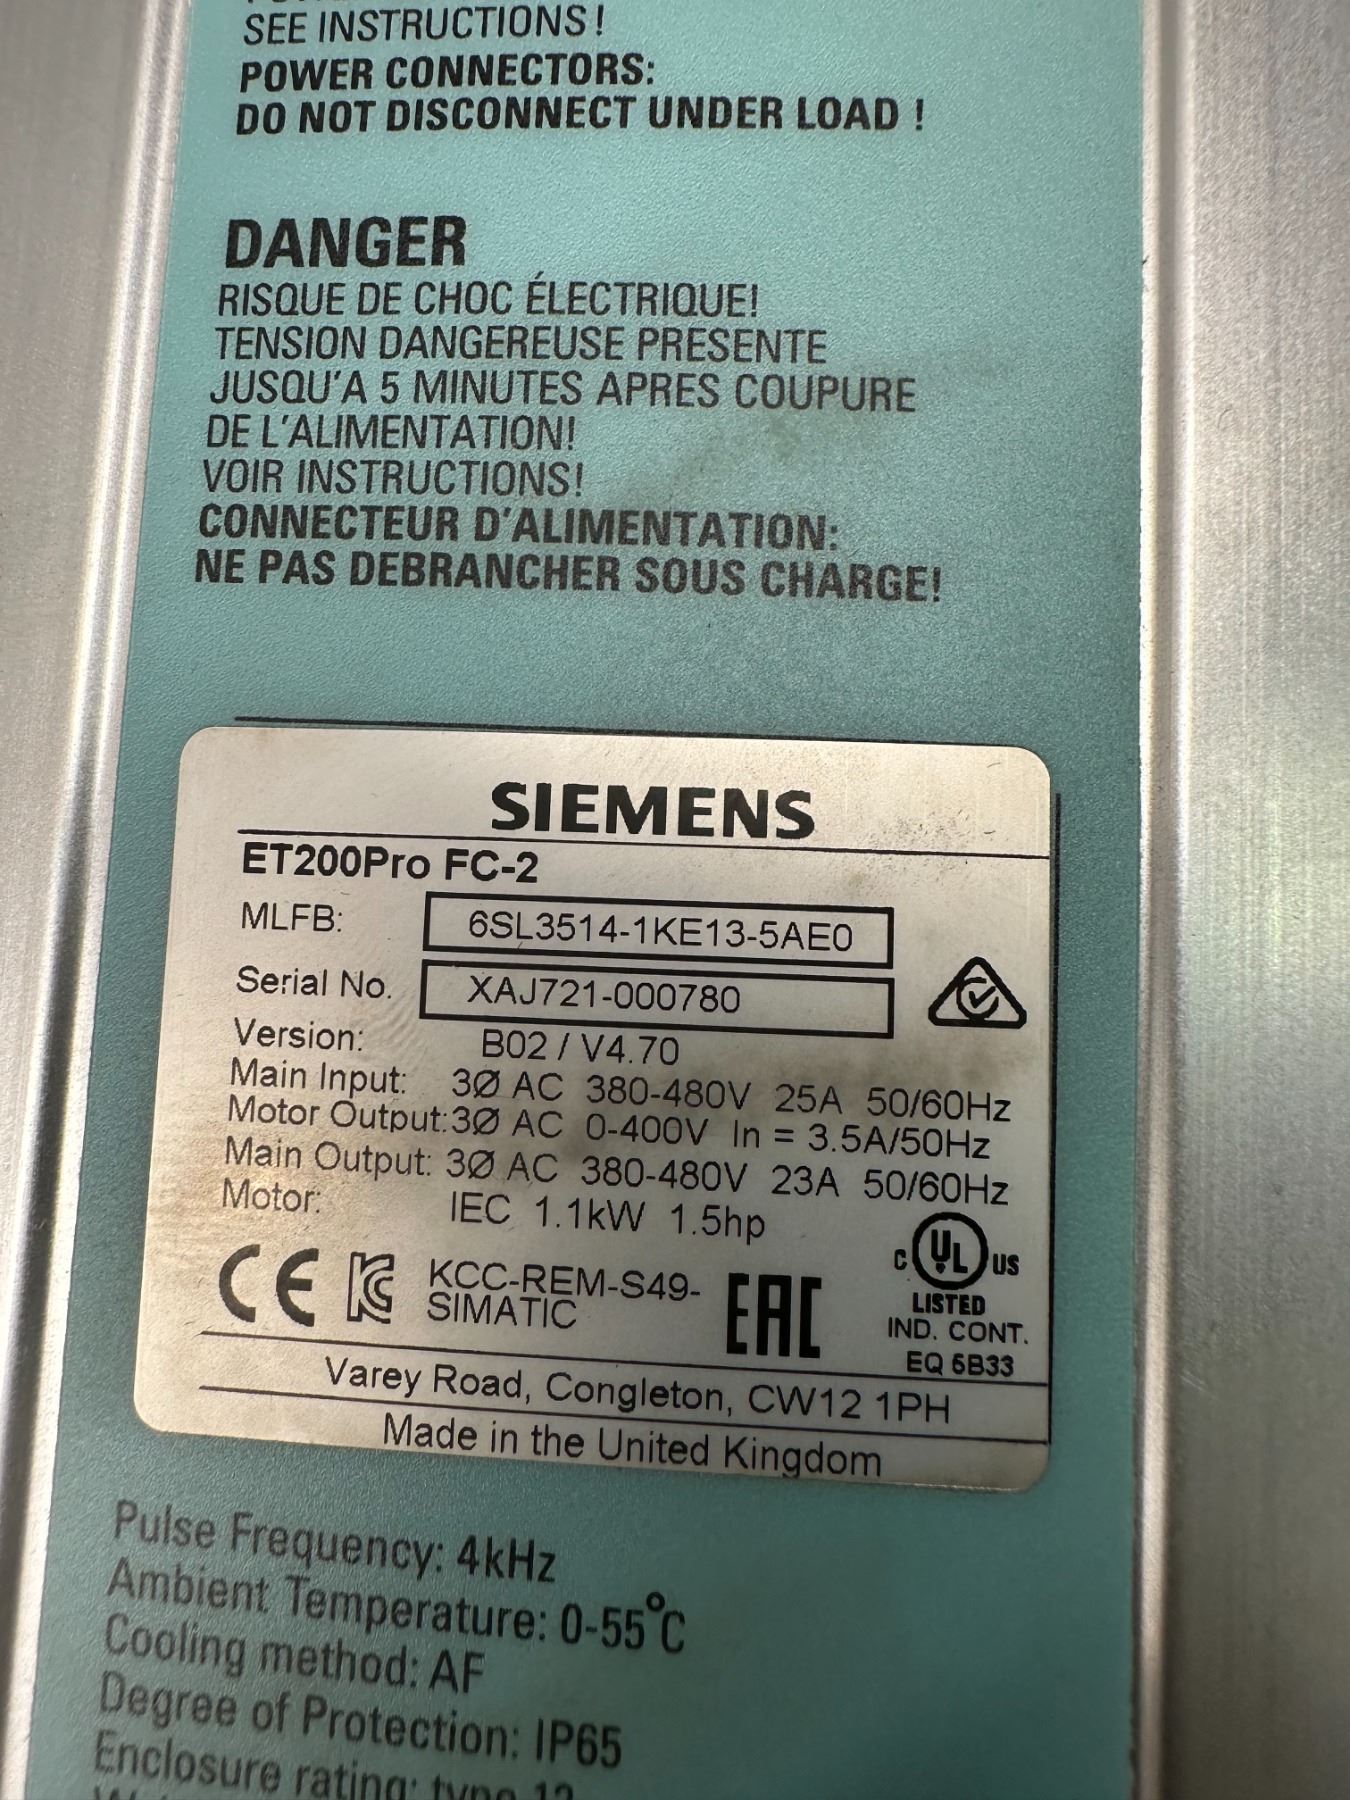 SEE INSTRUCTIONS!
POWER CONNECTORS:
DO NOT DISCONNECT UNDER LOAD !
DANGER
RISQUE DE CHOC ÉLECTRIQUE!
TENSION DANGEREUSE PRESENTE
JUSQU'A 5 MINUTES APRES COUPURE
DE L'ALIMENTATION!
VOIR INSTRUCTIONS!
CONNECTEUR D'ALIMENTATION:
NE PAS DEBRANCHER SOUS CHARGE!
SIEMENS
ET200Pro FC-2
MLFB: 6SL3514-1KE13-5AE0
Serial No. XAJ721-000780
Version: B02 / V4.70
Main Input: 3Ø AC 380-480V 25A 50/60Hz
Motor Output: 3Ø AC 0-400V In = 3.5A/50Hz
Main Output: 3Ø AC 380-480V 23A 50/60Hz
Motor: IEC 1.1kW 1.5hp
CE KCC-REM-S49-
SIMATIC
EAC
C UL US
LISTED
IND. CONT.
EQ 5B33
Varey Road, Congleton, CW12 1PH
Made in the United Kingdom
Pulse Frequency: 4kHz
Ambient Temperature: 0-55°C
Cooling method: AF
Degree of Protection: IP65
Enclosure rating: type 12